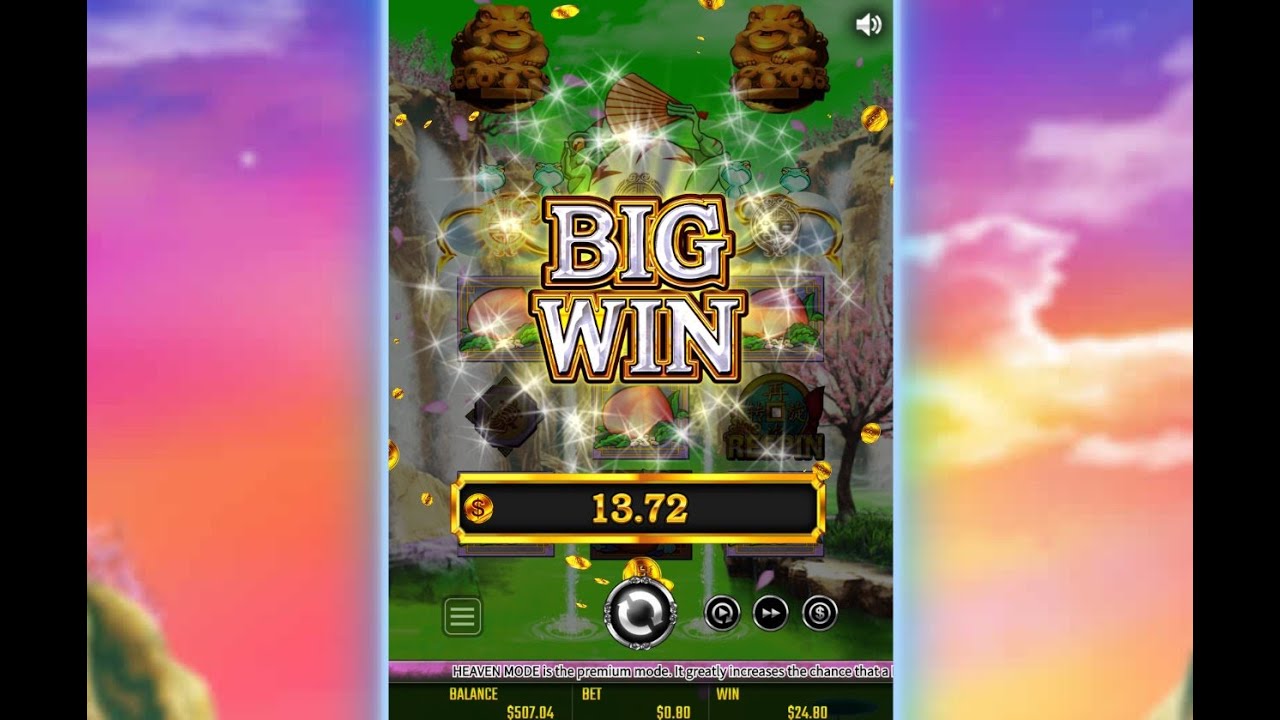 BIG
WIN
RESPIN
$ 13.72
HEAVEN MODE is the premium mode. It greatly increases the chance that a
BALANCE BET WIN
$507.04 $0.80 $24.80